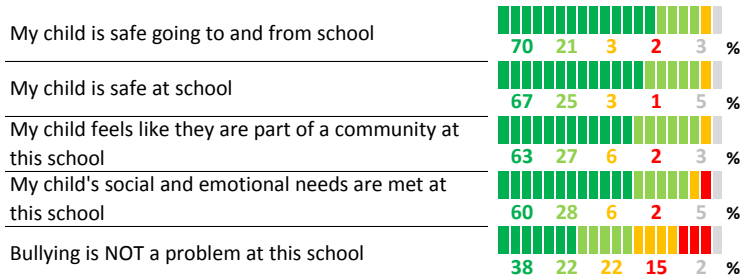 My child is safe going to and from school
70 21 3 2 3 %
My child is safe at school
67 25 3 1 5 %
My child feels like they are part of a community at
this school
63 27 6 2 3 %
My child's social and emotional needs are met at
this school
60 28 6 2 5 %
Bullying is NOT a problem at this school
38 22 22 15 2 %